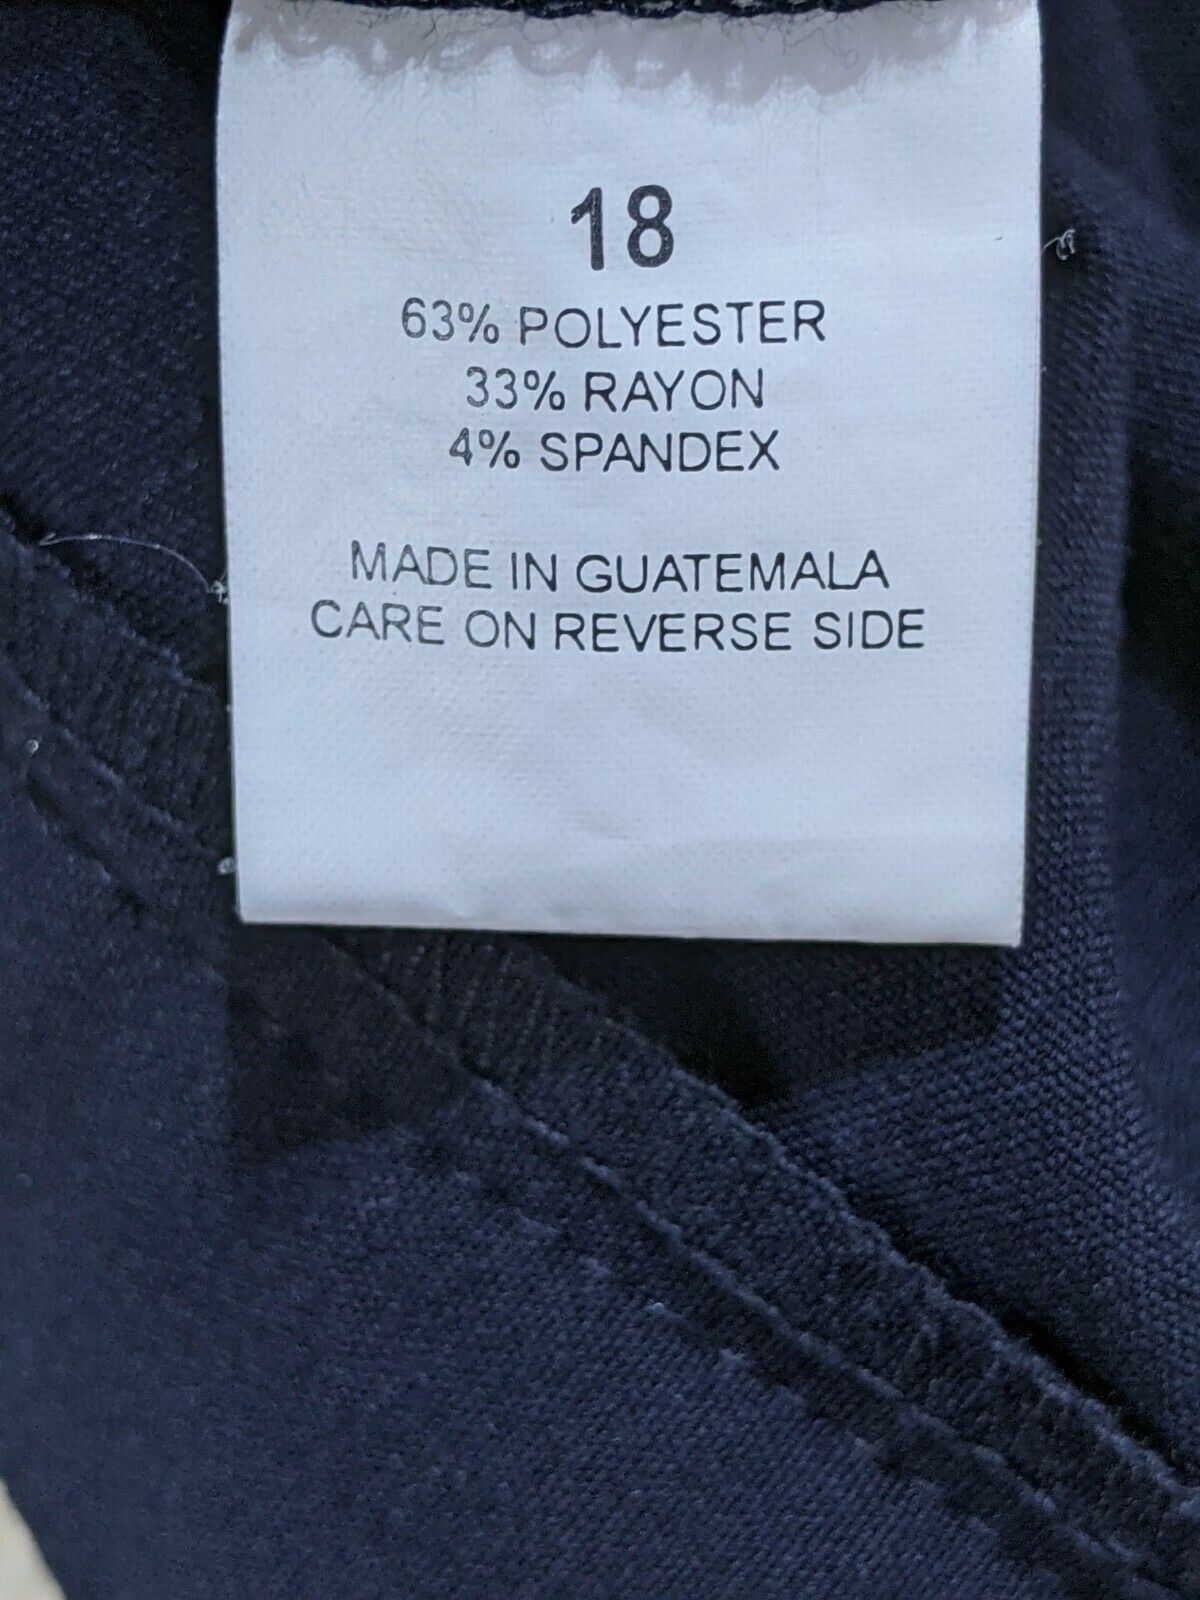 18
63% POLYESTER
33% RAYON
4% SPANDEX
MADE IN GUATEMALA
CARE ON REVERSE SIDE